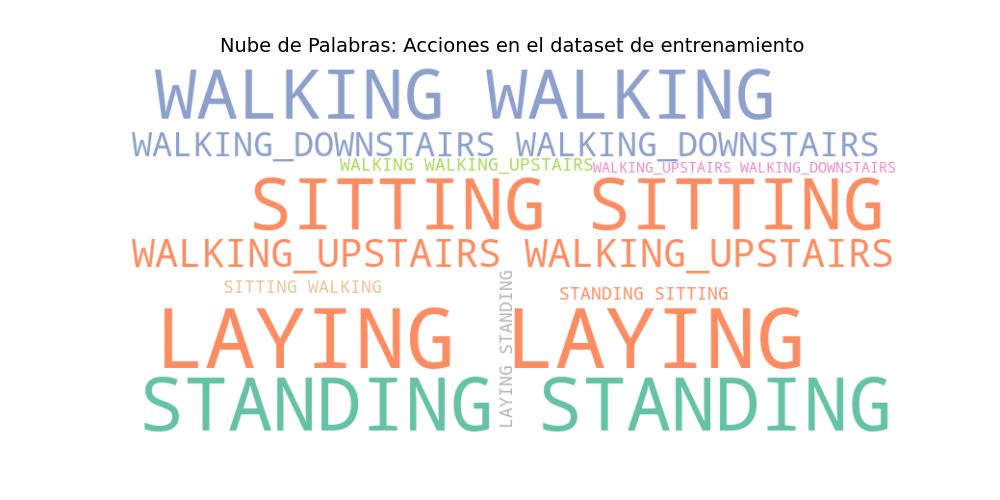 Nube de Palabras: Acciones en el dataset de entrenamiento
WALKING WALKING
WALKING_DOWNSTAIRS WALKING_DOWNSTAIRS
WALKING WALKING_UPSTAIRS
WALKING_UPSTAIRS WALKING_DOWNSTAIRS
SITTING SITTING
WALKING_UPSTAIRS WALKING_UPSTAIRS
SITTING WALKING
STANDING SITTING
LAYING STANDING
LAYING LAYING
STANDING STANDING